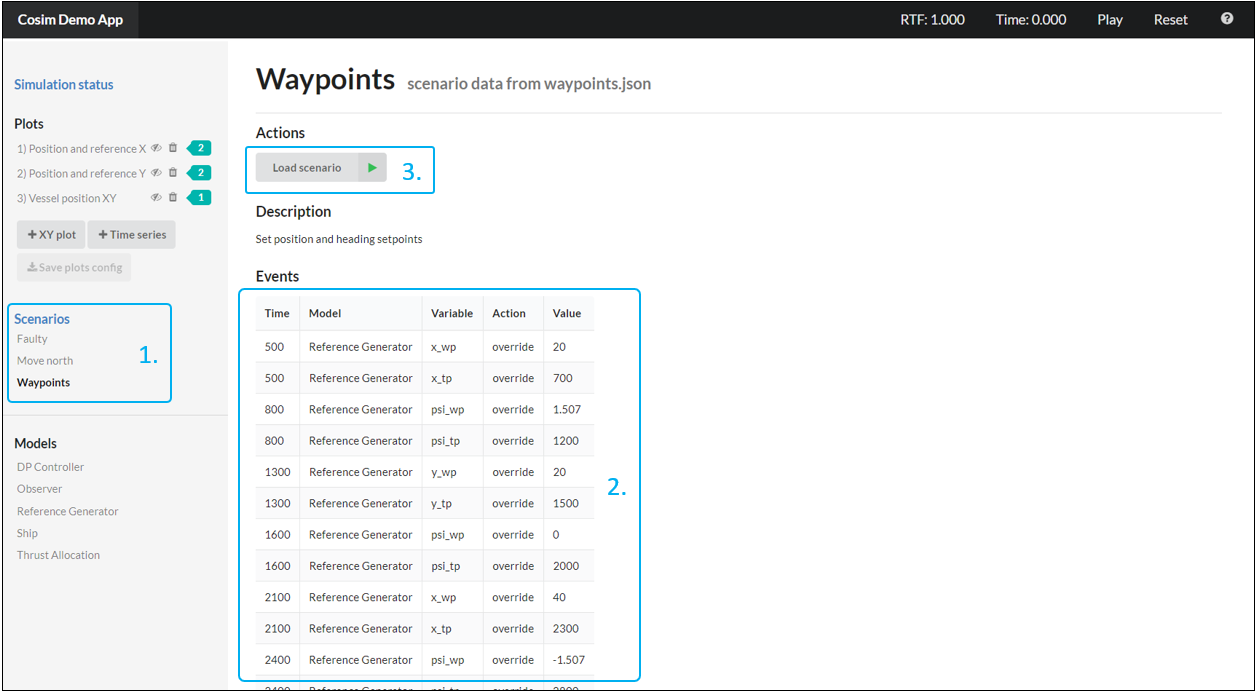 Cosim Demo App RTF: 1.000 Time: 0.000 Play Reset ?
Simulation status
Plots
1) Position and reference X 2
2) Position and reference Y 2
3) Vessel position XY 1
+ XY plot + Time series
Save plots config
Scenarios
Faulty
Move north
Waypoints
1.
Models
DP Controller
Observer
Reference Generator
Ship
Thrust Allocation
Waypoints scenario data from waypoints.json
Actions
Load scenario 3.
Description
Set position and heading setpoints
Events
Time Model Variable Action Value
500 Reference Generator x_wp override 20
500 Reference Generator x_tp override 700
800 Reference Generator psi_wp override 1.507
800 Reference Generator psi_tp override 1200
1300 Reference Generator y_wp override 20
1300 Reference Generator y_tp override 1500
1600 Reference Generator psi_wp override 0
1600 Reference Generator psi_tp override 2000
2100 Reference Generator x_wp override 40
2100 Reference Generator x_tp override 2300
2400 Reference Generator psi_wp override -1.507
2.